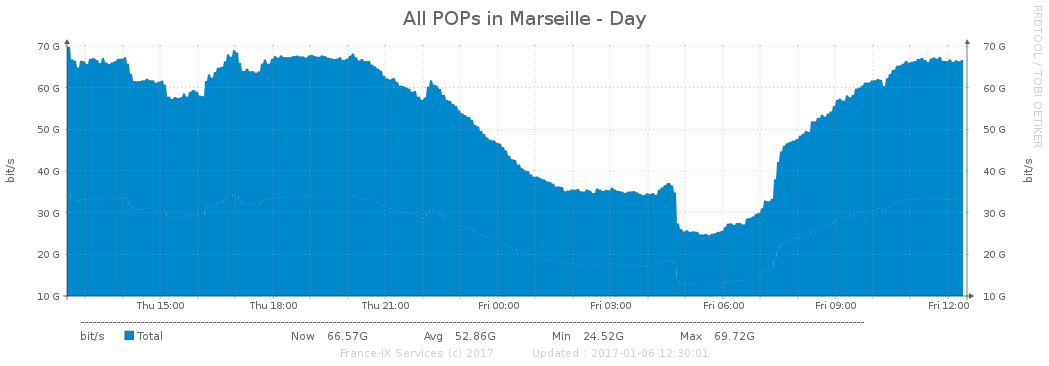 All POPs in Marseille - Day
RRDTOOL / TOBI OETIKER
70 G 70 G
60 G 60 G
50 G 50 G
40 G 40 G
30 G 30 G
20 G 20 G
10 G 10 G
bit/s bit/s
Thu 15:00 Thu 18:00 Thu 21:00 Fri 00:00 Fri 03:00 Fri 06:00 Fri 09:00 Fri 12:00
bit/s Total Now 66.57G Avg 52.86G Min 24.52G Max 69.72G
France-IX Services (c) 2017 Updated : 2017-01-06 12:30:01